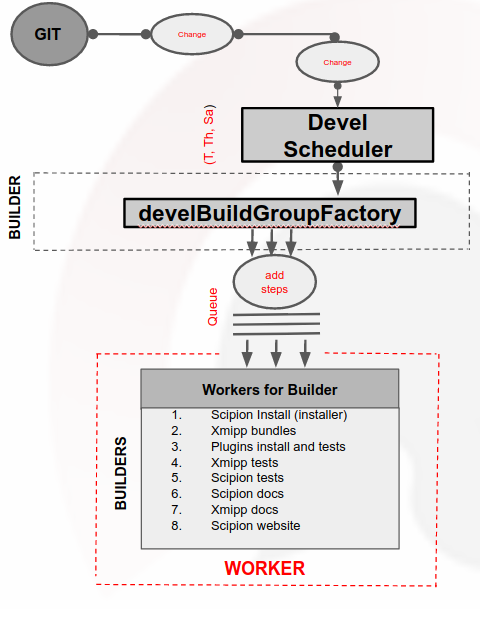 GIT
Change
Change
(T, Th, Sa)
Devel
Scheduler
BUILDER
develBuildGroupFactory
add
steps
Queue
Workers for Builder
1. Scipion Install (installer)
2. Xmipp bundles
3. Plugins install and tests
4. Xmipp tests
5. Scipion tests
6. Scipion docs
7. Xmipp docs
8. Scipion website
BUILDERS
WORKER